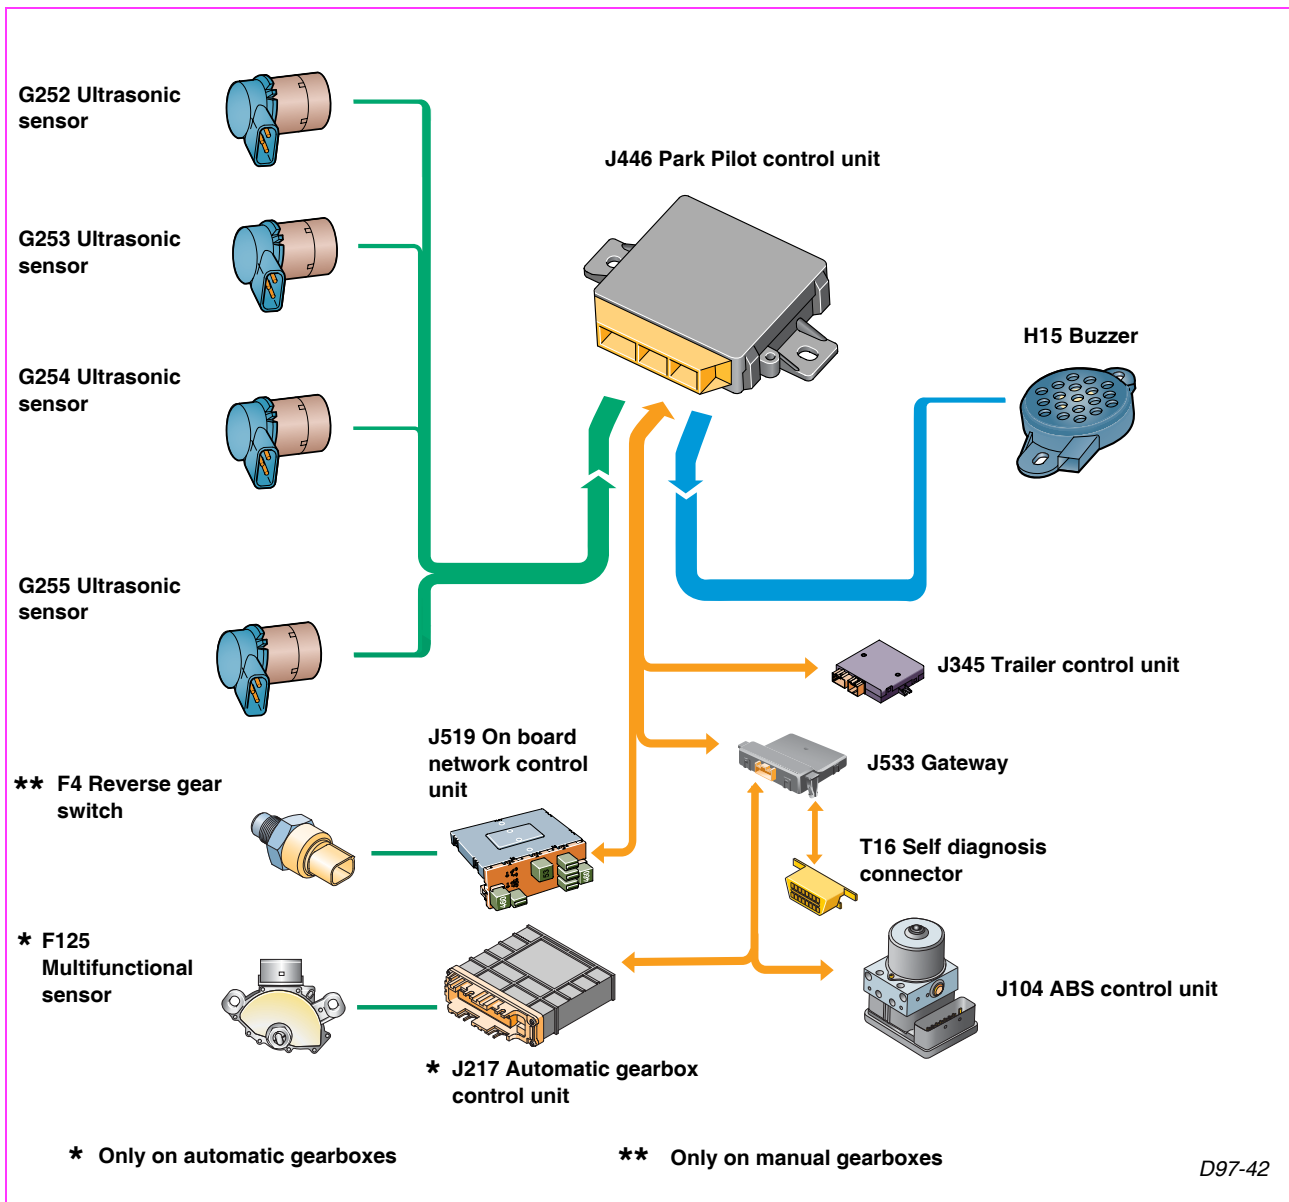 G252 Ultrasonic
sensor
J446 Park Pilot control unit
G253 Ultrasonic
sensor
H15 Buzzer
G254 Ultrasonic
sensor
G255 Ultrasonic
sensor
J345 Trailer control unit
J519 On board
network control
unit
J533 Gateway
** F4 Reverse gear
switch
T16 Self diagnosis
connector
* F125
Multifunctional
sensor
J104 ABS control unit
* J217 Automatic gearbox
control unit
* Only on automatic gearboxes
** Only on manual gearboxes
D97-42